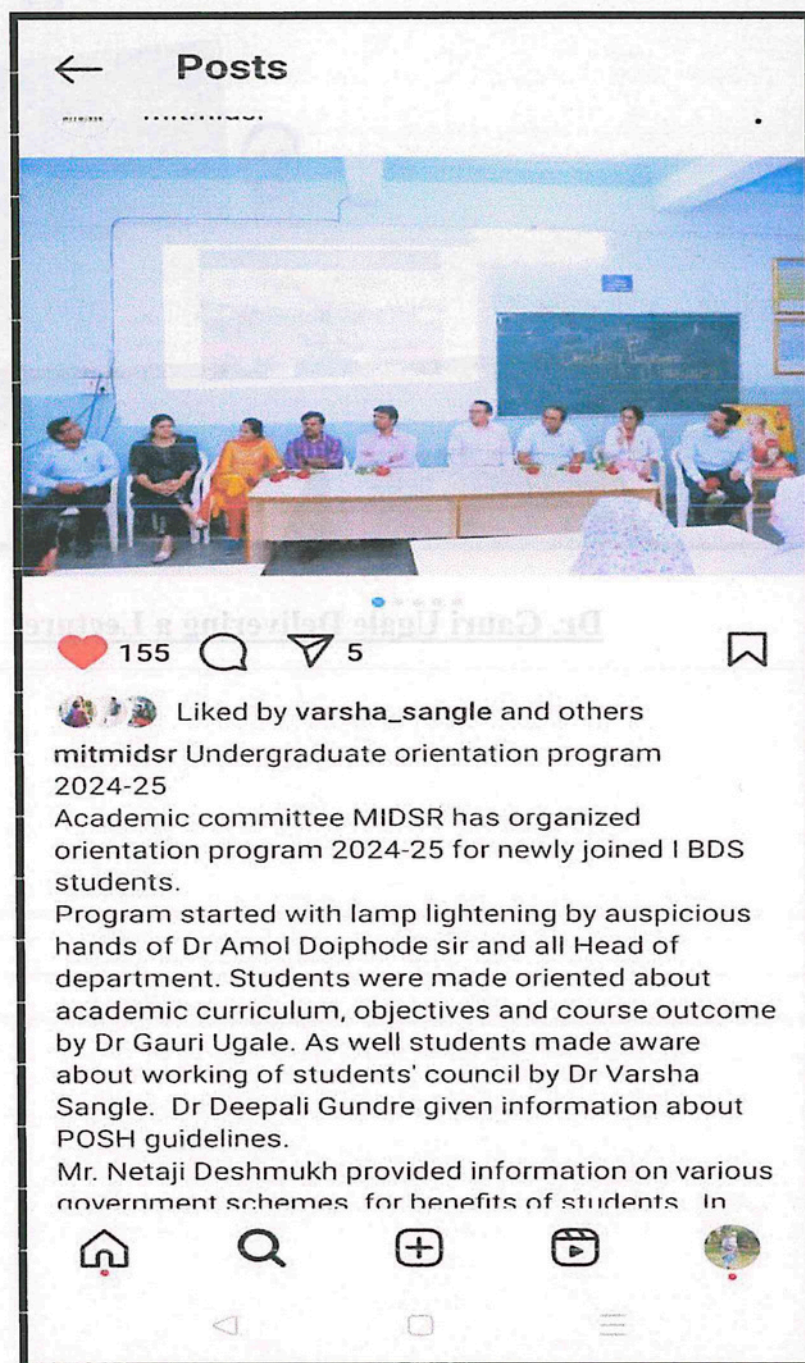 Posts
155
5
Liked by varsha_sangle and others
mitmidsr Undergraduate orientation program
2024-25
Academic committee MIDSR has organized
orientation program 2024-25 for newly joined I BDS
students.
Program started with lamp lightening by auspicious
hands of Dr Amol Doiphode sir and all Head of
department. Students were made oriented about
academic curriculum, objectives and course outcome
by Dr Gauri Ugale. As well students made aware
about working of students' council by Dr Varsha
Sangle. Dr Deepali Gundre given information about
POSH guidelines.
Mr. Netaji Deshmukh provided information on various
government schemes for benefits of students In